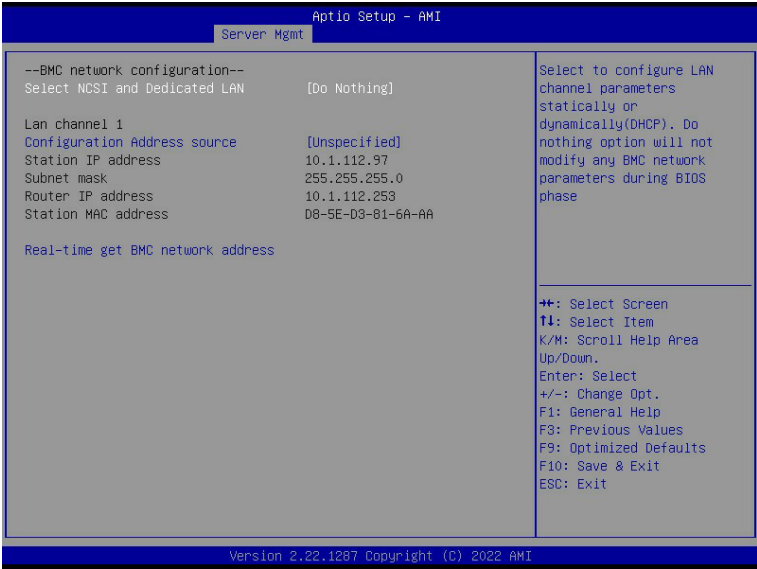 Aptio Setup - AMI
Server Mgmt
--BMC network configuration--
Select NCSI and Dedicated LAN [Do Nothing]
Lan channel 1
Configuration Address source [Unspecified]
Station IP address 10.1.112.97
Subnet mask 255.255.255.0
Router IP address 10.1.112.253
Station MAC address D8-5E-D3-81-6A-AA
Real-time get BMC network address
Select to configure LAN
channel parameters
statically or
dynamically(DHCP). Do
nothing option will not
modify any BMC network
parameters during BIOS
phase
→←: Select Screen
↑↓: Select Item
K/M: Scroll Help Area
Up/Down.
Enter: Select
+/-: Change Opt.
F1: General Help
F3: Previous Values
F9: Optimized Defaults
F10: Save & Exit
ESC: Exit
Version 2.22.1287 Copyright (C) 2022 AMI